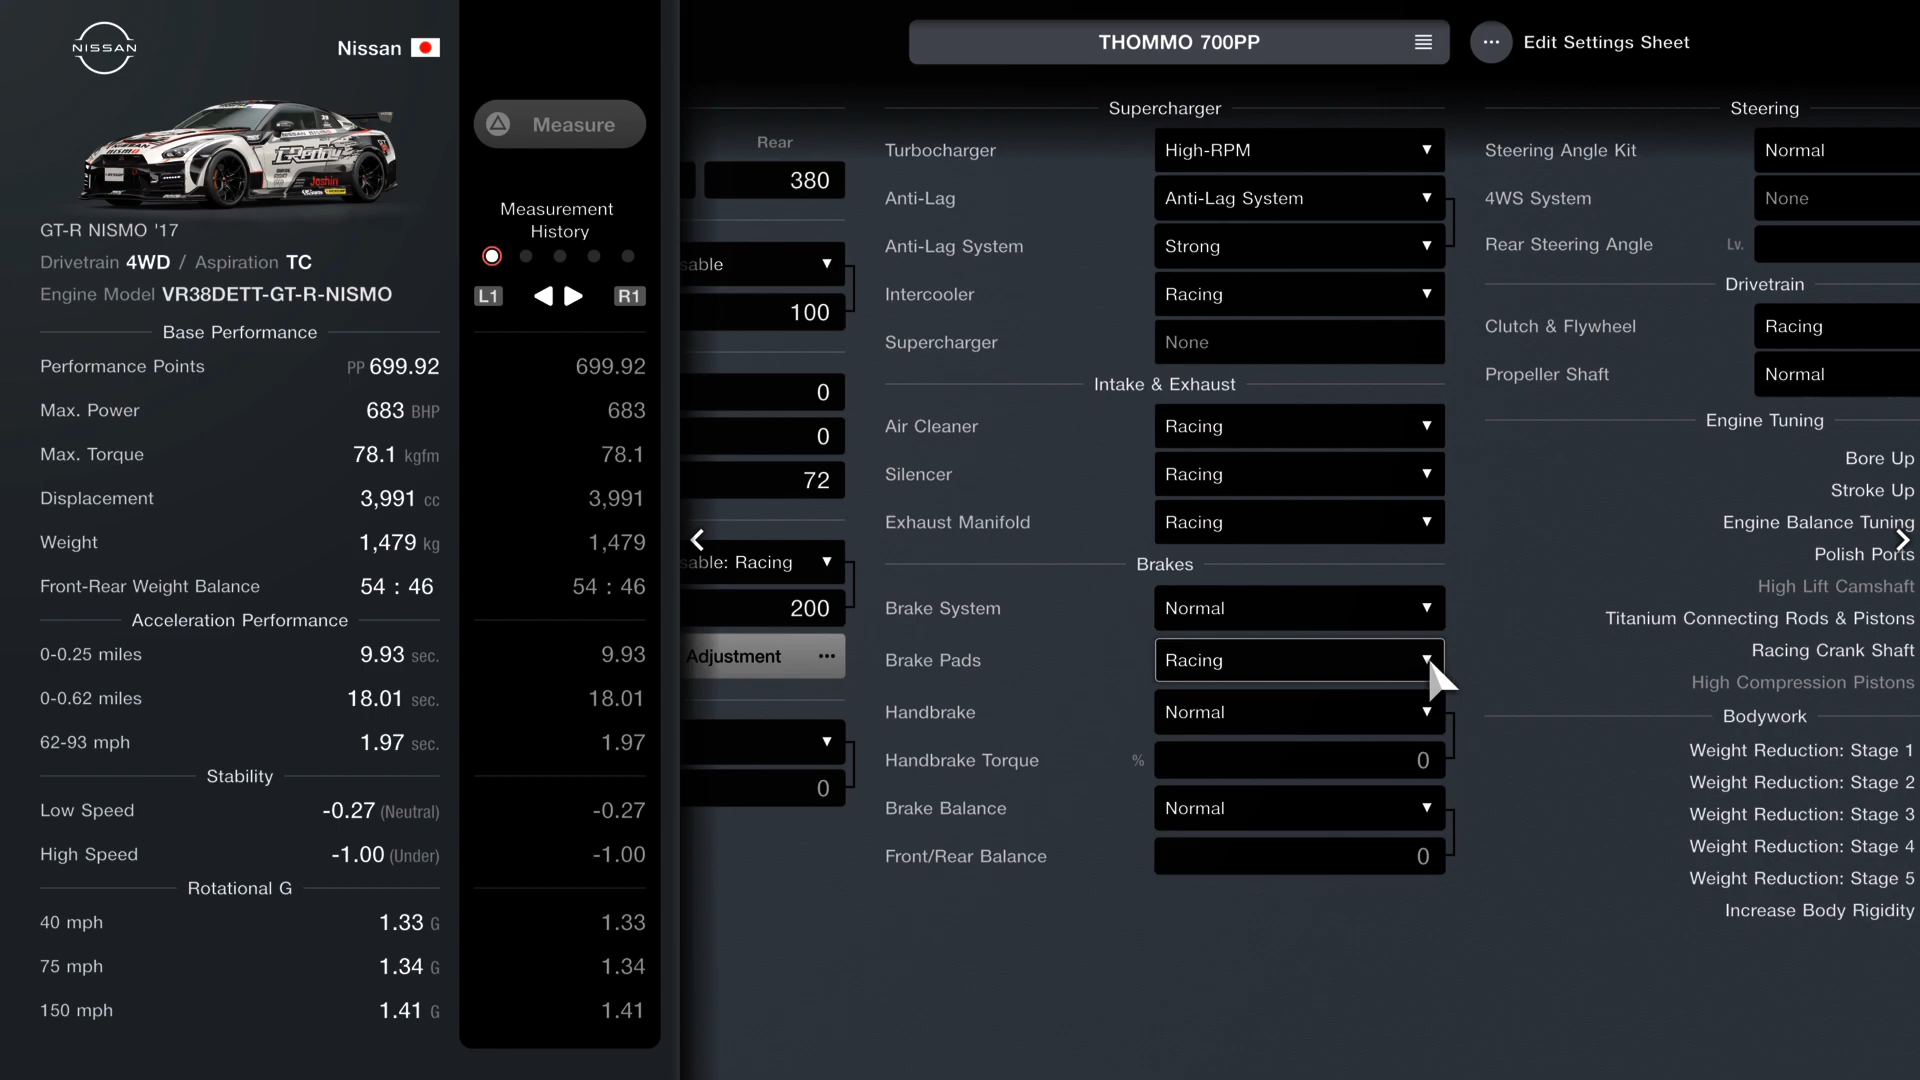 NISSAN
Nissan
GT-R NISMO '17
Drivetrain 4WD / Aspiration TC
Engine Model VR38DETT-GT-R-NISMO
Base Performance
Performance Points PP 699.92
Max. Power 683 BHP
Max. Torque 78.1 kgfm
Displacement 3,991 cc
Weight 1,479 kg
Front-Rear Weight Balance 54 : 46
Acceleration Performance
0-0.25 miles 9.93 sec.
0-0.62 miles 18.01 sec.
62-93 mph 1.97 sec.
Stability
Low Speed -0.27 (Neutral)
High Speed -1.00 (Under)
Rotational G
40 mph 1.33 G
75 mph 1.34 G
150 mph 1.41 G
Measure
Measurement
History
L1 R1
699.92
683
78.1
3,991
1,479
54 : 46
9.93
18.01
1.97
-0.27
-1.00
1.33
1.34
1.41
THOMMO 700PP
Edit Settings Sheet
Rear
380
sable
100
0
0
72
sable: Racing
200
Adjustment
0
Supercharger
Turbocharger High-RPM
Anti-Lag Anti-Lag System
Anti-Lag System Strong
Intercooler Racing
Supercharger None
Intake & Exhaust
Air Cleaner Racing
Silencer Racing
Exhaust Manifold Racing
Brakes
Brake System Normal
Brake Pads Racing
Handbrake Normal
Handbrake Torque % 0
Brake Balance Normal
Front/Rear Balance 0
Steering
Steering Angle Kit Normal
4WS System None
Rear Steering Angle Lv.
Drivetrain
Clutch & Flywheel Racing
Propeller Shaft Normal
Engine Tuning
Bore Up
Stroke Up
Engine Balance Tuning
Polish Ports
High Lift Camshaft
Titanium Connecting Rods & Pistons
Racing Crank Shaft
High Compression Pistons
Bodywork
Weight Reduction: Stage 1
Weight Reduction: Stage 2
Weight Reduction: Stage 3
Weight Reduction: Stage 4
Weight Reduction: Stage 5
Increase Body Rigidity
GReddy
Joshin